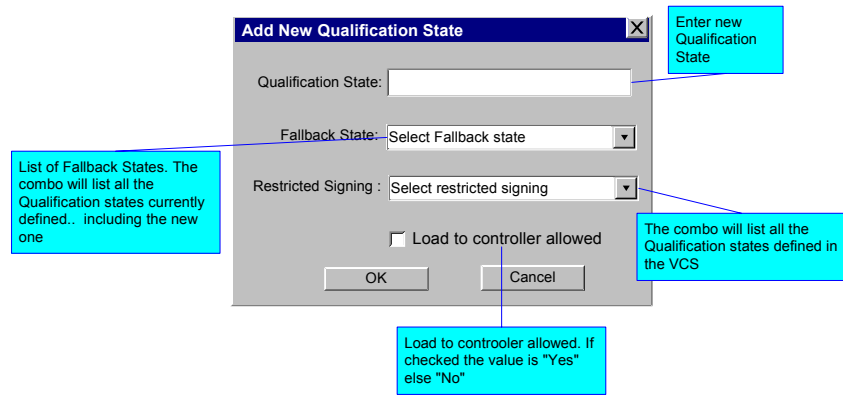 Add New Qualification State
X
Enter new
Qualification
State
Qualification State:
Fallback State:
Select Fallback state
List of Fallback States. The
combo will list all the
Qualification states currently
defined.. including the new
one
Restricted Signing :
Select restricted signing
The combo will list all the
Qualification states defined in
the VCS
Load to controller allowed
OK
Cancel
Load to controoler allowed. If
checked the value is "Yes"
else "No"